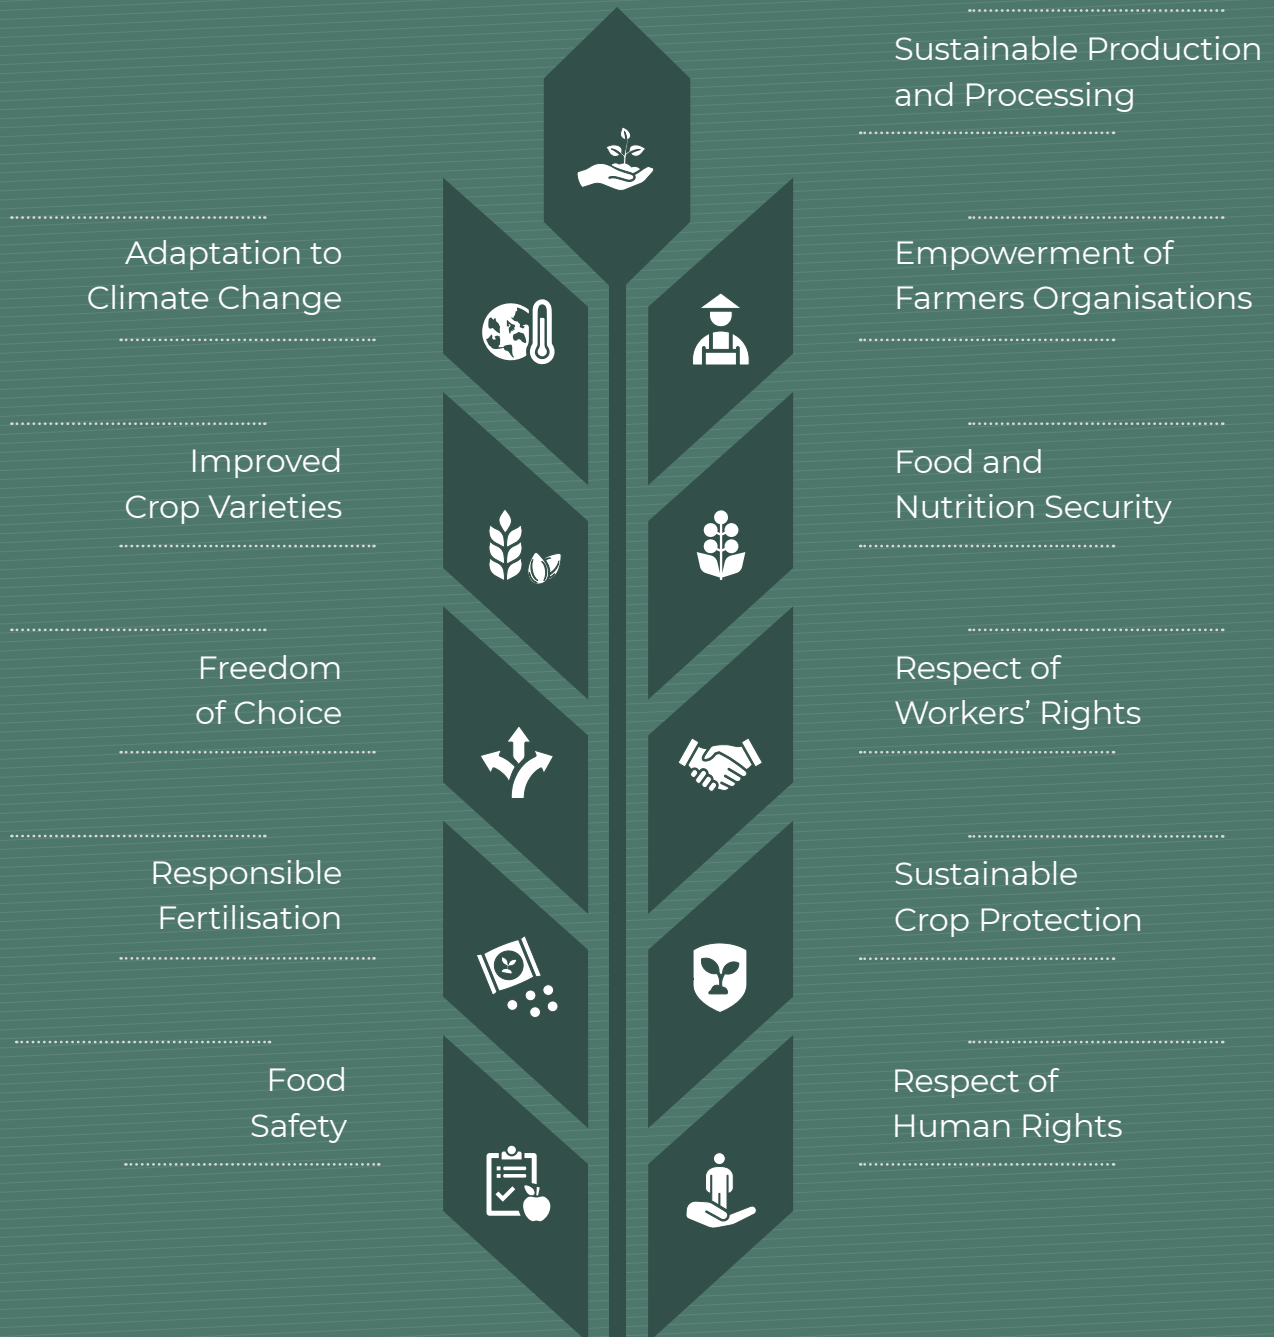 Sustainable Production
and Processing
Adaptation to
Climate Change
Empowerment of
Farmers Organisations
Improved
Crop Varieties
Food and
Nutrition Security
Freedom
of Choice
Respect of
Workers’ Rights
Responsible
Fertilisation
Sustainable
Crop Protection
Food
Safety
Respect of
Human Rights